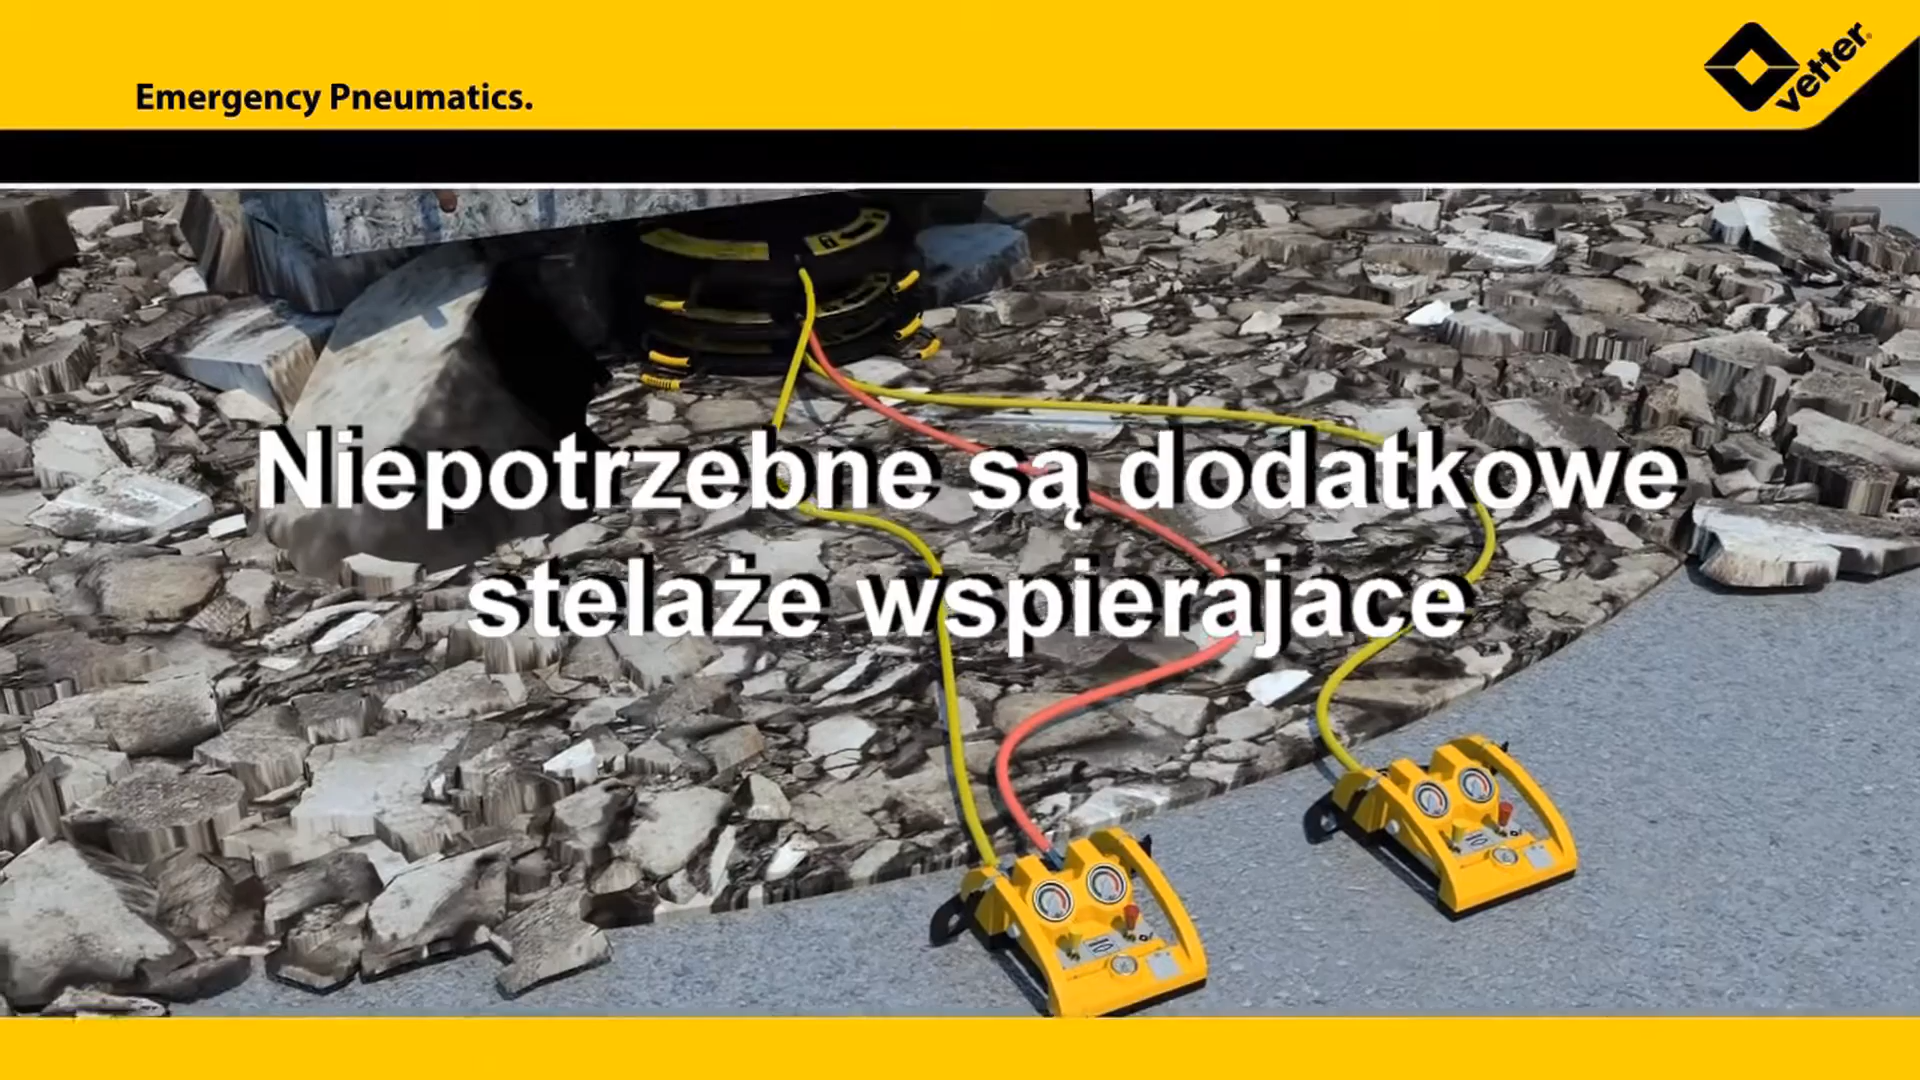 Emergency Pneumatics.
vetter
Niepotrzebne są dodatkowe
stelaże wspierajace